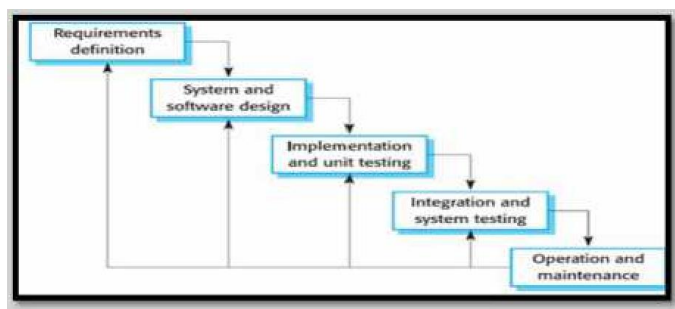 Requirements
definition
System and
software design
Implementation
and unit testing
Integration and
system testing
Operation and
maintenance